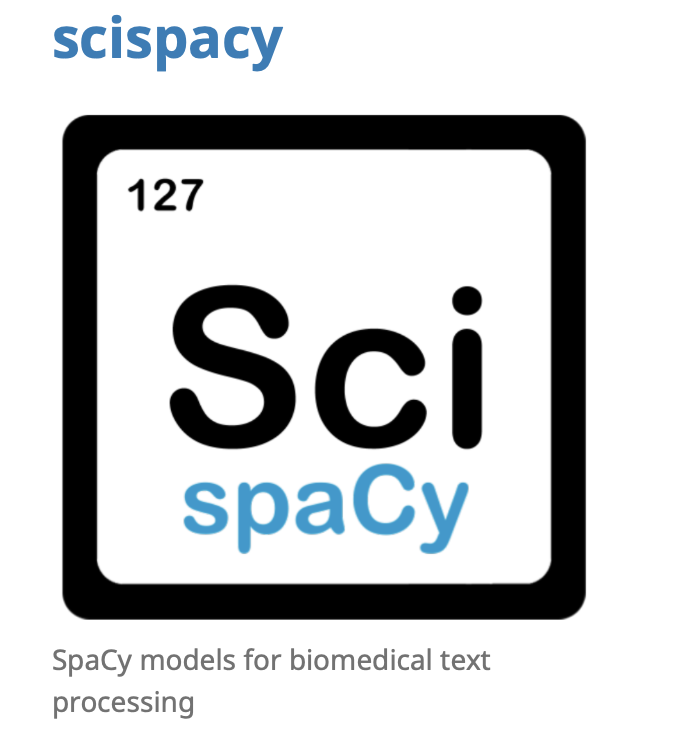 scispacy
127
Sci
spaCy
SpaCy models for biomedical text
processing